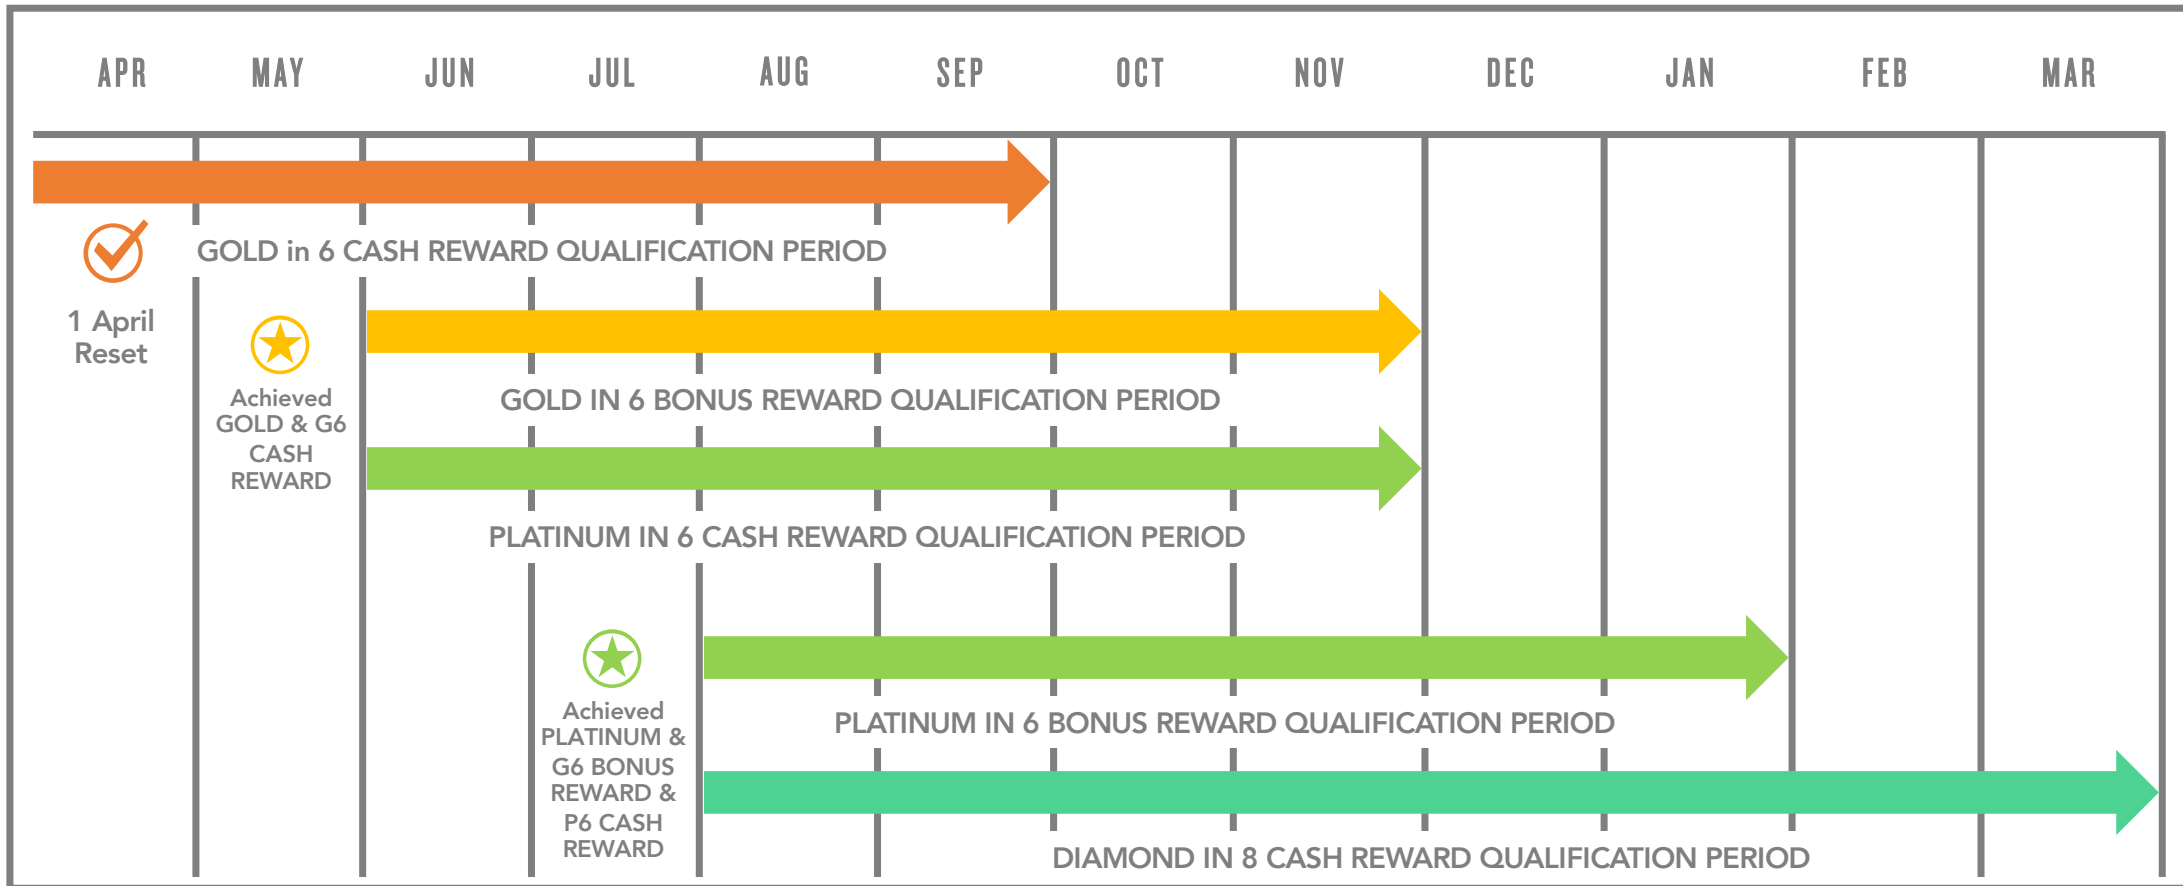 APR MAY JUN JUL AUG SEP OCT NOV DEC JAN FEB MAR
GOLD in 6 CASH REWARD QUALIFICATION PERIOD
1 April
Reset
Achieved
GOLD & G6
CASH
REWARD
GOLD IN 6 BONUS REWARD QUALIFICATION PERIOD
PLATINUM IN 6 CASH REWARD QUALIFICATION PERIOD
Achieved
PLATINUM &
G6 BONUS
REWARD &
P6 CASH
REWARD
PLATINUM IN 6 BONUS REWARD QUALIFICATION PERIOD
DIAMOND IN 8 CASH REWARD QUALIFICATION PERIOD